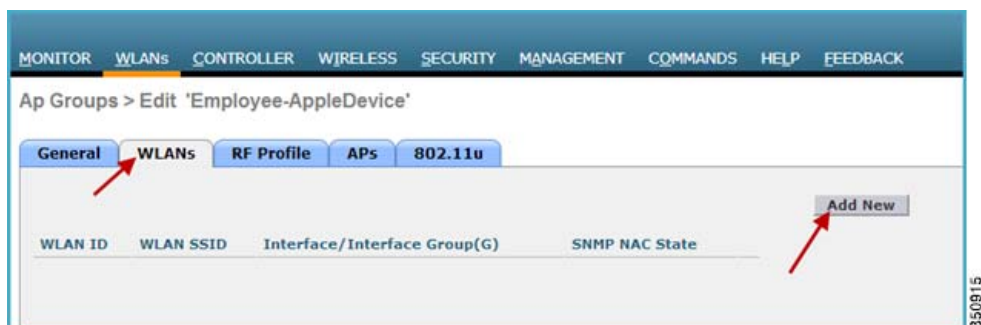 MONITOR WLANs CONTROLLER WIRELESS SECURITY MANAGEMENT COMMANDS HELP FEEDBACK
Ap Groups > Edit 'Employee-AppleDevice'
General WLANs RF Profile APs 802.11u
Add New
WLAN ID WLAN SSID Interface/Interface Group(G) SNMP NAC State
350915